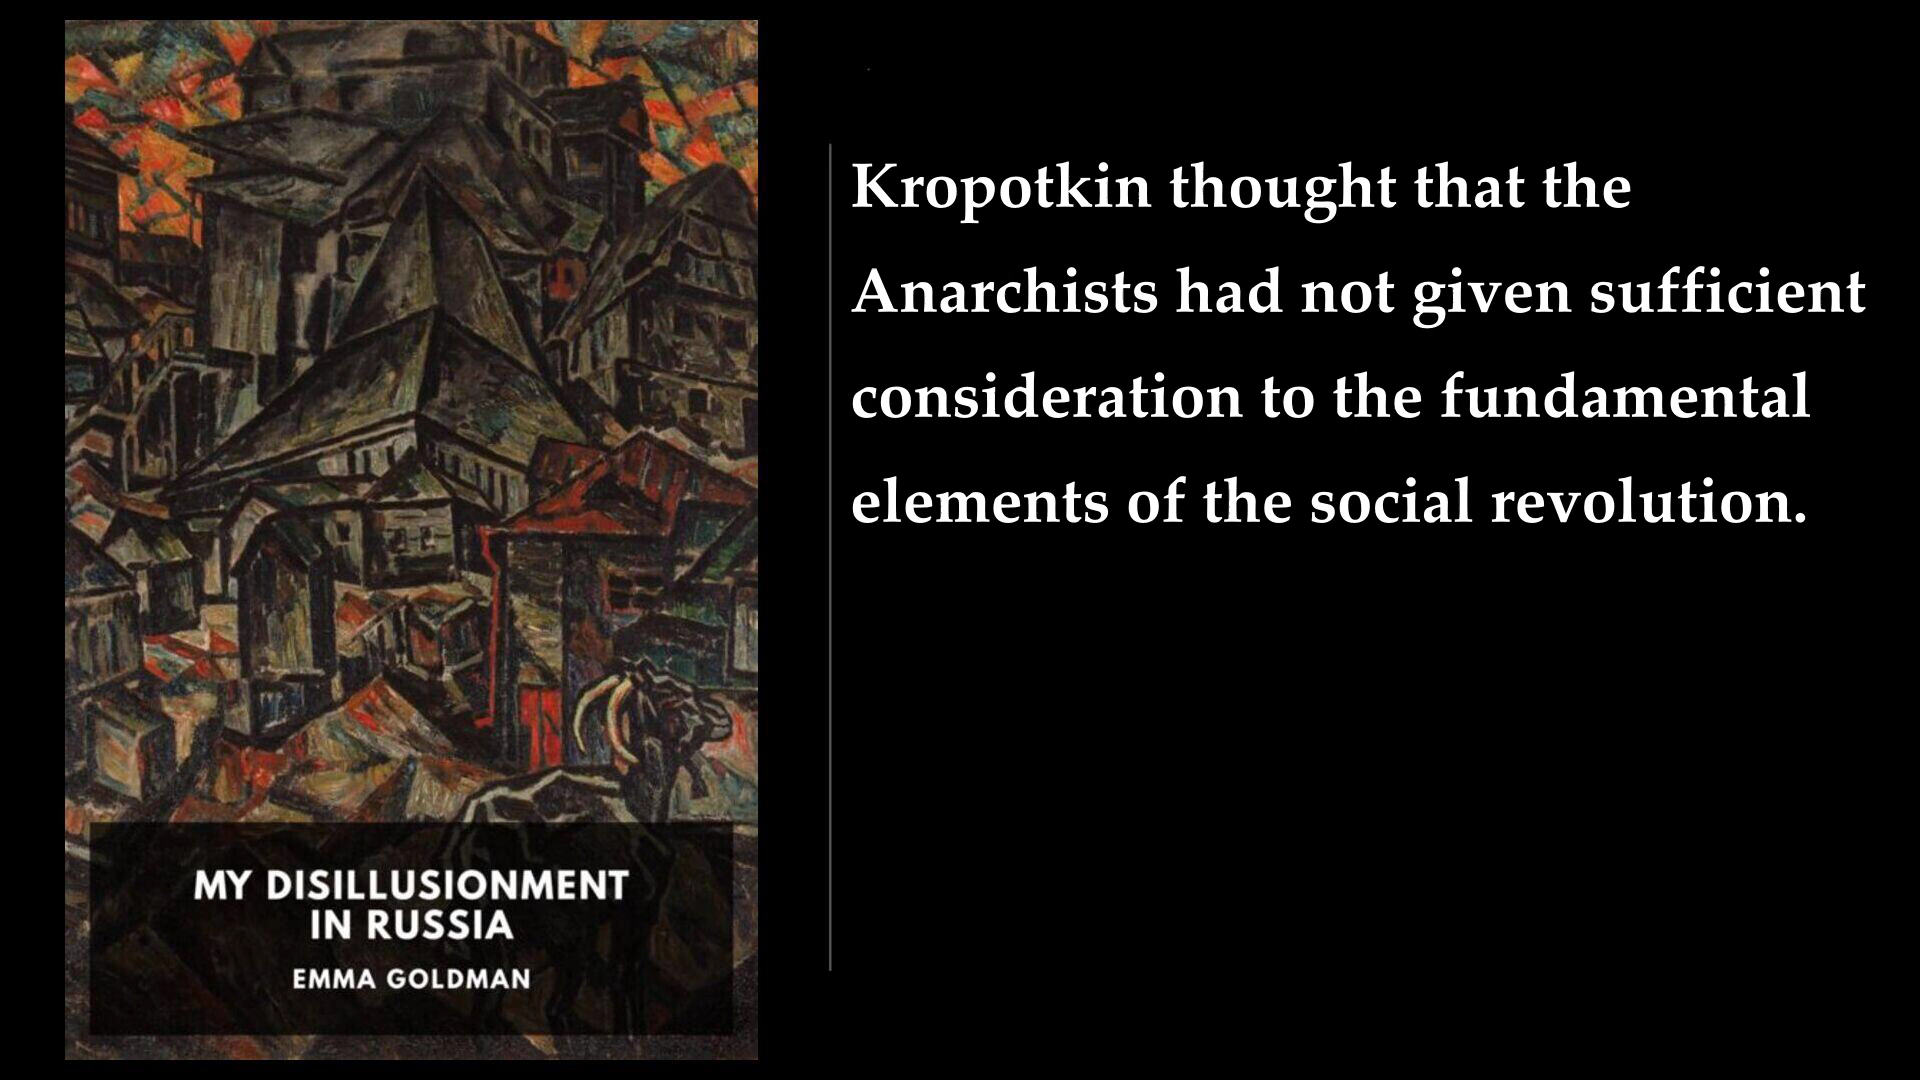 MY DISILLUSIONMENT
IN RUSSIA
EMMA GOLDMAN
Kropotkin thought that the
Anarchists had not given sufficient
consideration to the fundamental
elements of the social revolution.